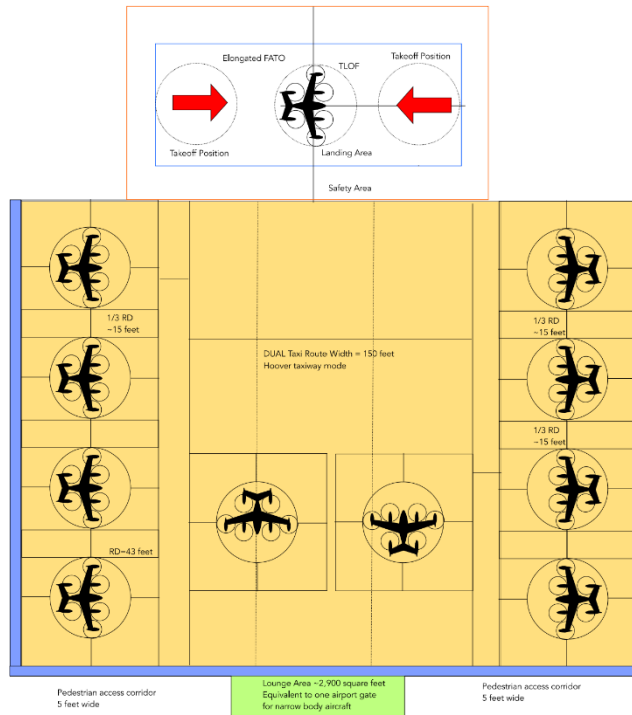 Elongated FATO
TLOF
Takeoff Position
Takeoff Position
Landing Area
Safety Area
1/3 RD
~15 feet
1/3 RD
~15 feet
DUAL Taxi Route Width = 150 feet
Hoover taxiway mode
1/3 RD
~15 feet
RD=43 feet
Pedestrian access corridor
5 feet wide
Lounge Area ~2,900 square feet
Equivalent to one airport gate
for narrow body aircraft
Pedestrian access corridor
5 feet wide